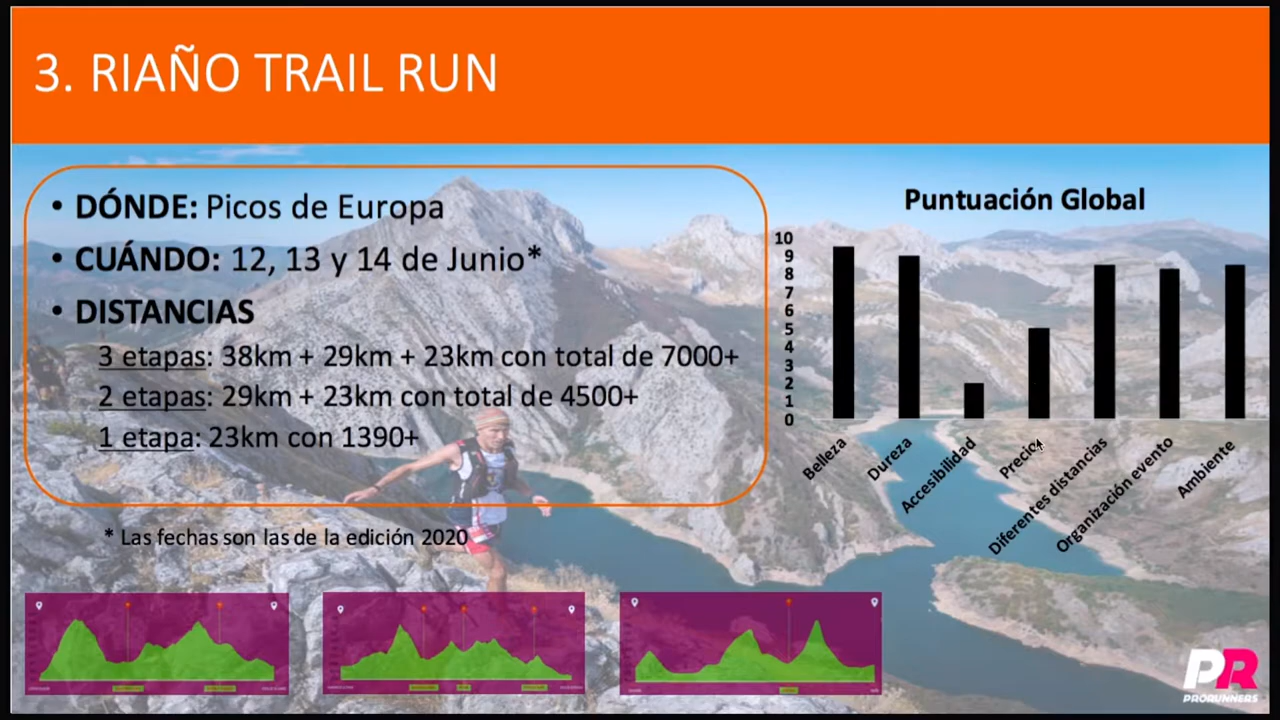 3. RIAÑO TRAIL RUN
• DÓNDE: Picos de Europa
• CUÁNDO: 12, 13 y 14 de Junio*
• DISTANCIAS
3 etapas: 38km + 29km + 23km con total de 7000+
2 etapas: 29km + 23km con total de 4500+
1 etapa: 23km con 1390+
* Las fechas son las de la edición 2020
Puntuación Global
10
9
8
7
6
5
4
3
2
1
0
Belleza
Dureza
Accesibilidad
Precio
Diferentes distancias
Organización evento
Ambiente
PR
PRORUNNERS